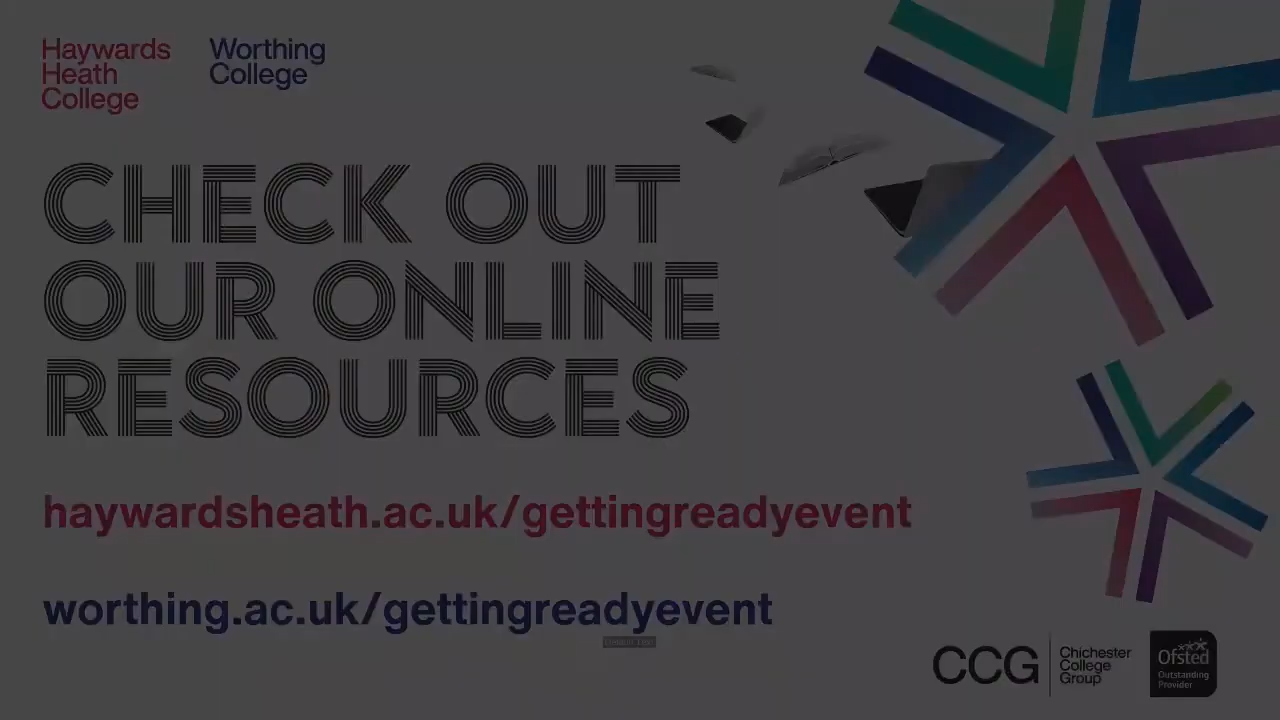 Haywards
Heath
College
Worthing
College
CHECK OUT
OUR ONLINE
RESOURCES
haywardsheath.ac.uk/gettingreadyevent
worthing.ac.uk/gettingreadyevent
CCG
Chichester
College
Group
Ofsted
Outstanding
Provider